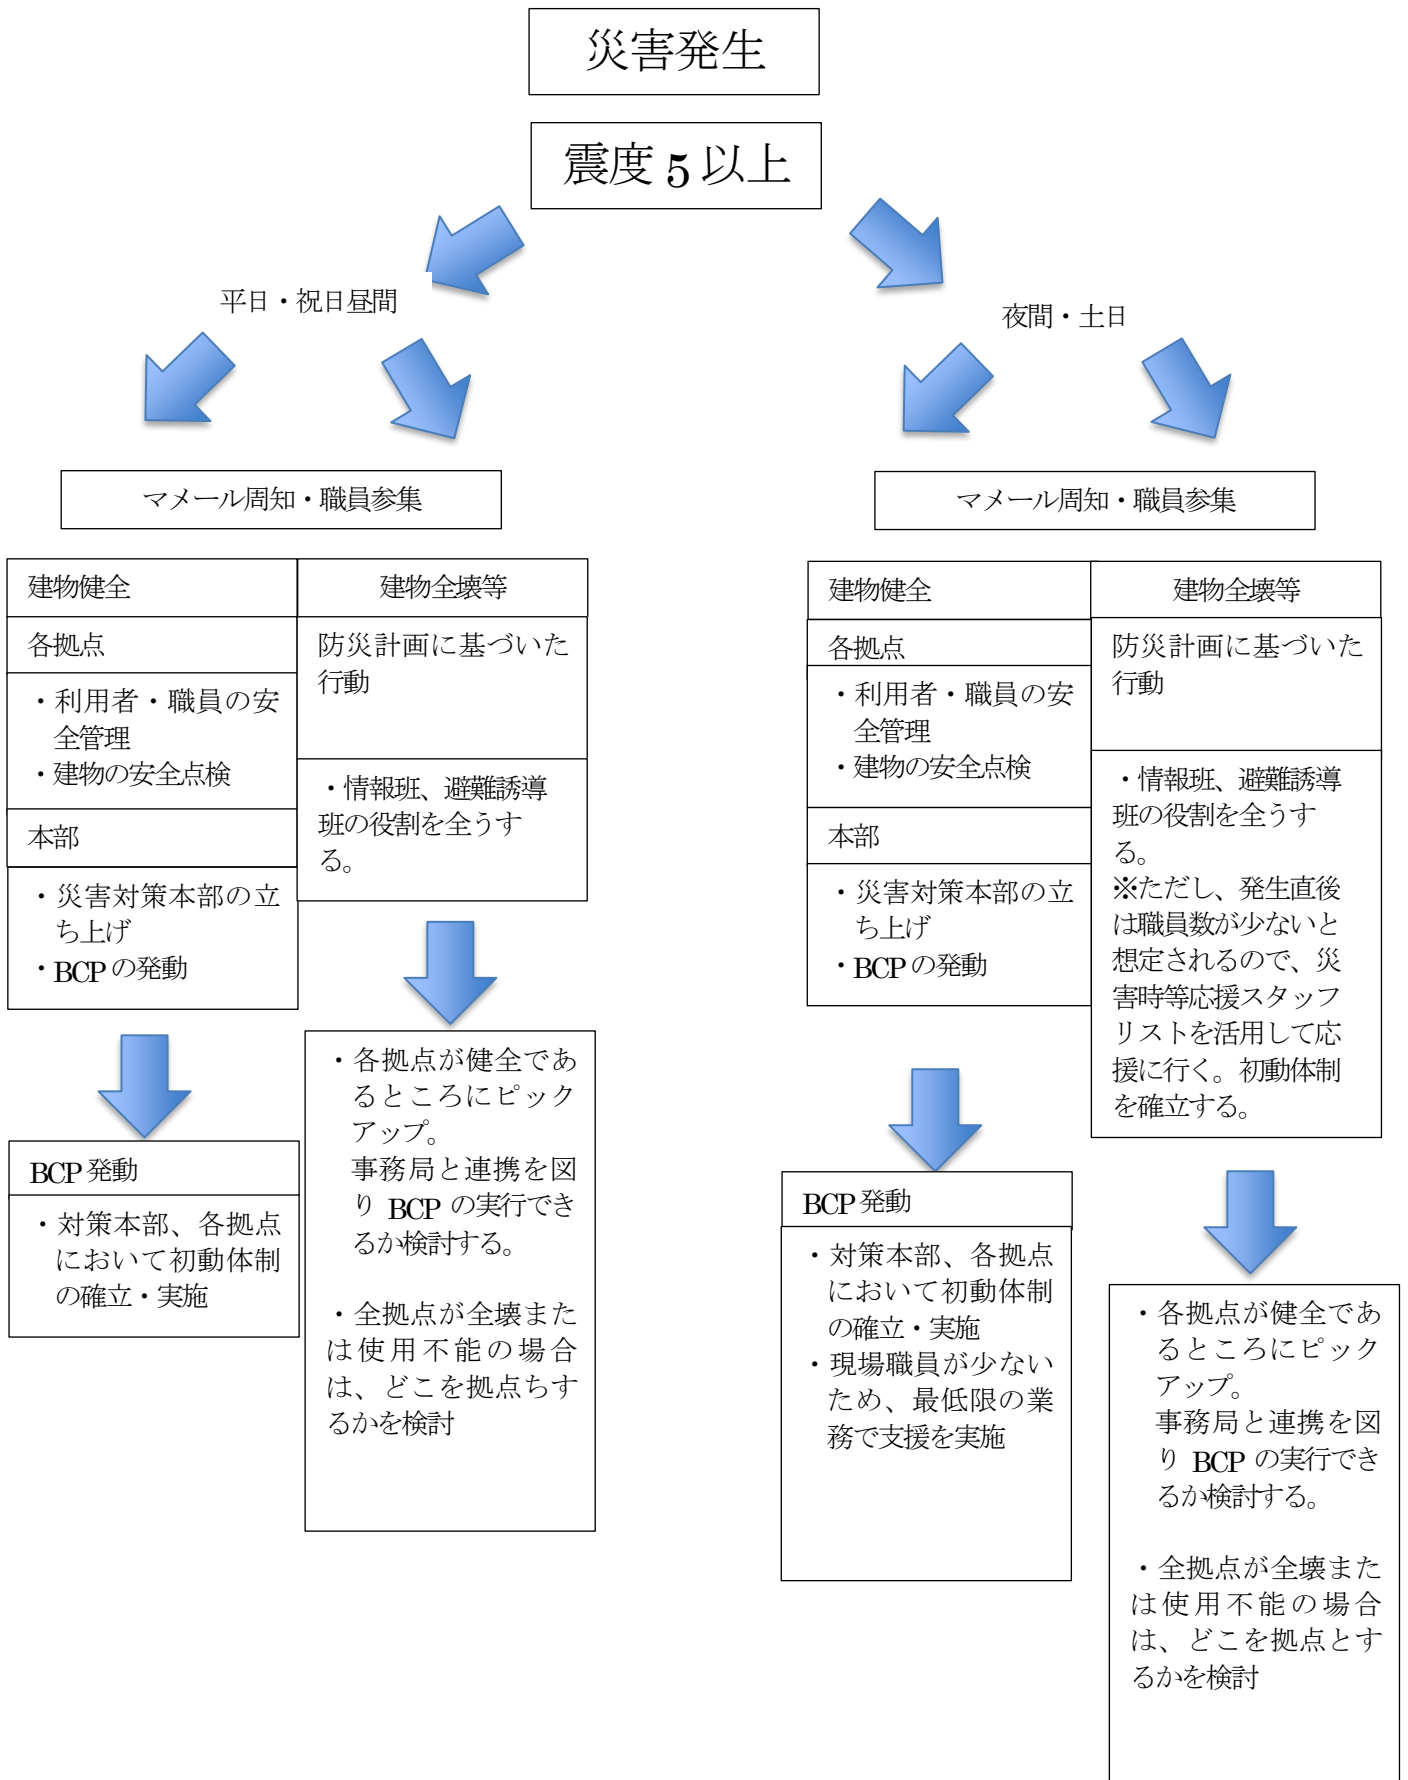 災害発生
震度 5 以上
平日・祝日昼間
夜間・土日
マメール周知・職員参集
建物健全
建物全壊等
各拠点
防災計画に基づいた
行動
・利用者・職員の安
全管理
・建物の安全点検
・情報班、避難誘導
班の役割を全うす
る。
本部
・災害対策本部の立
ち上げ
・BCP の発動
BCP 発動
・対策本部、各拠点
において初動体制
の確立・実施
・各拠点が健全であ
るところにピック
アップ。
事務局と連携を図
り BCP の実行でき
るか検討する。
・全拠点が全壊また
は使用不能の場合
は、どこを拠点ちす
るかを検討
マメール周知・職員参集
建物健全
建物全壊等
各拠点
防災計画に基づいた
行動
・利用者・職員の安
全管理
・建物の安全点検
・情報班、避難誘導
班の役割を全うす
る。
※ただし、発生直後
は職員数が少ないと
想定されるので、災
害時等応援スタッフ
リストを活用して応
援に行く。初動体制
を確立する。
本部
・災害対策本部の立
ち上げ
・BCP の発動
BCP 発動
・対策本部、各拠点
において初動体制
の確立・実施
・現場職員が少ない
ため、最低限の業
務で支援を実施
・各拠点が健全であ
るところにピック
アップ。
事務局と連携を図
り BCP の実行でき
るか検討する。
・全拠点が全壊また
は使用不能の場合
は、どこを拠点とす
るかを検討